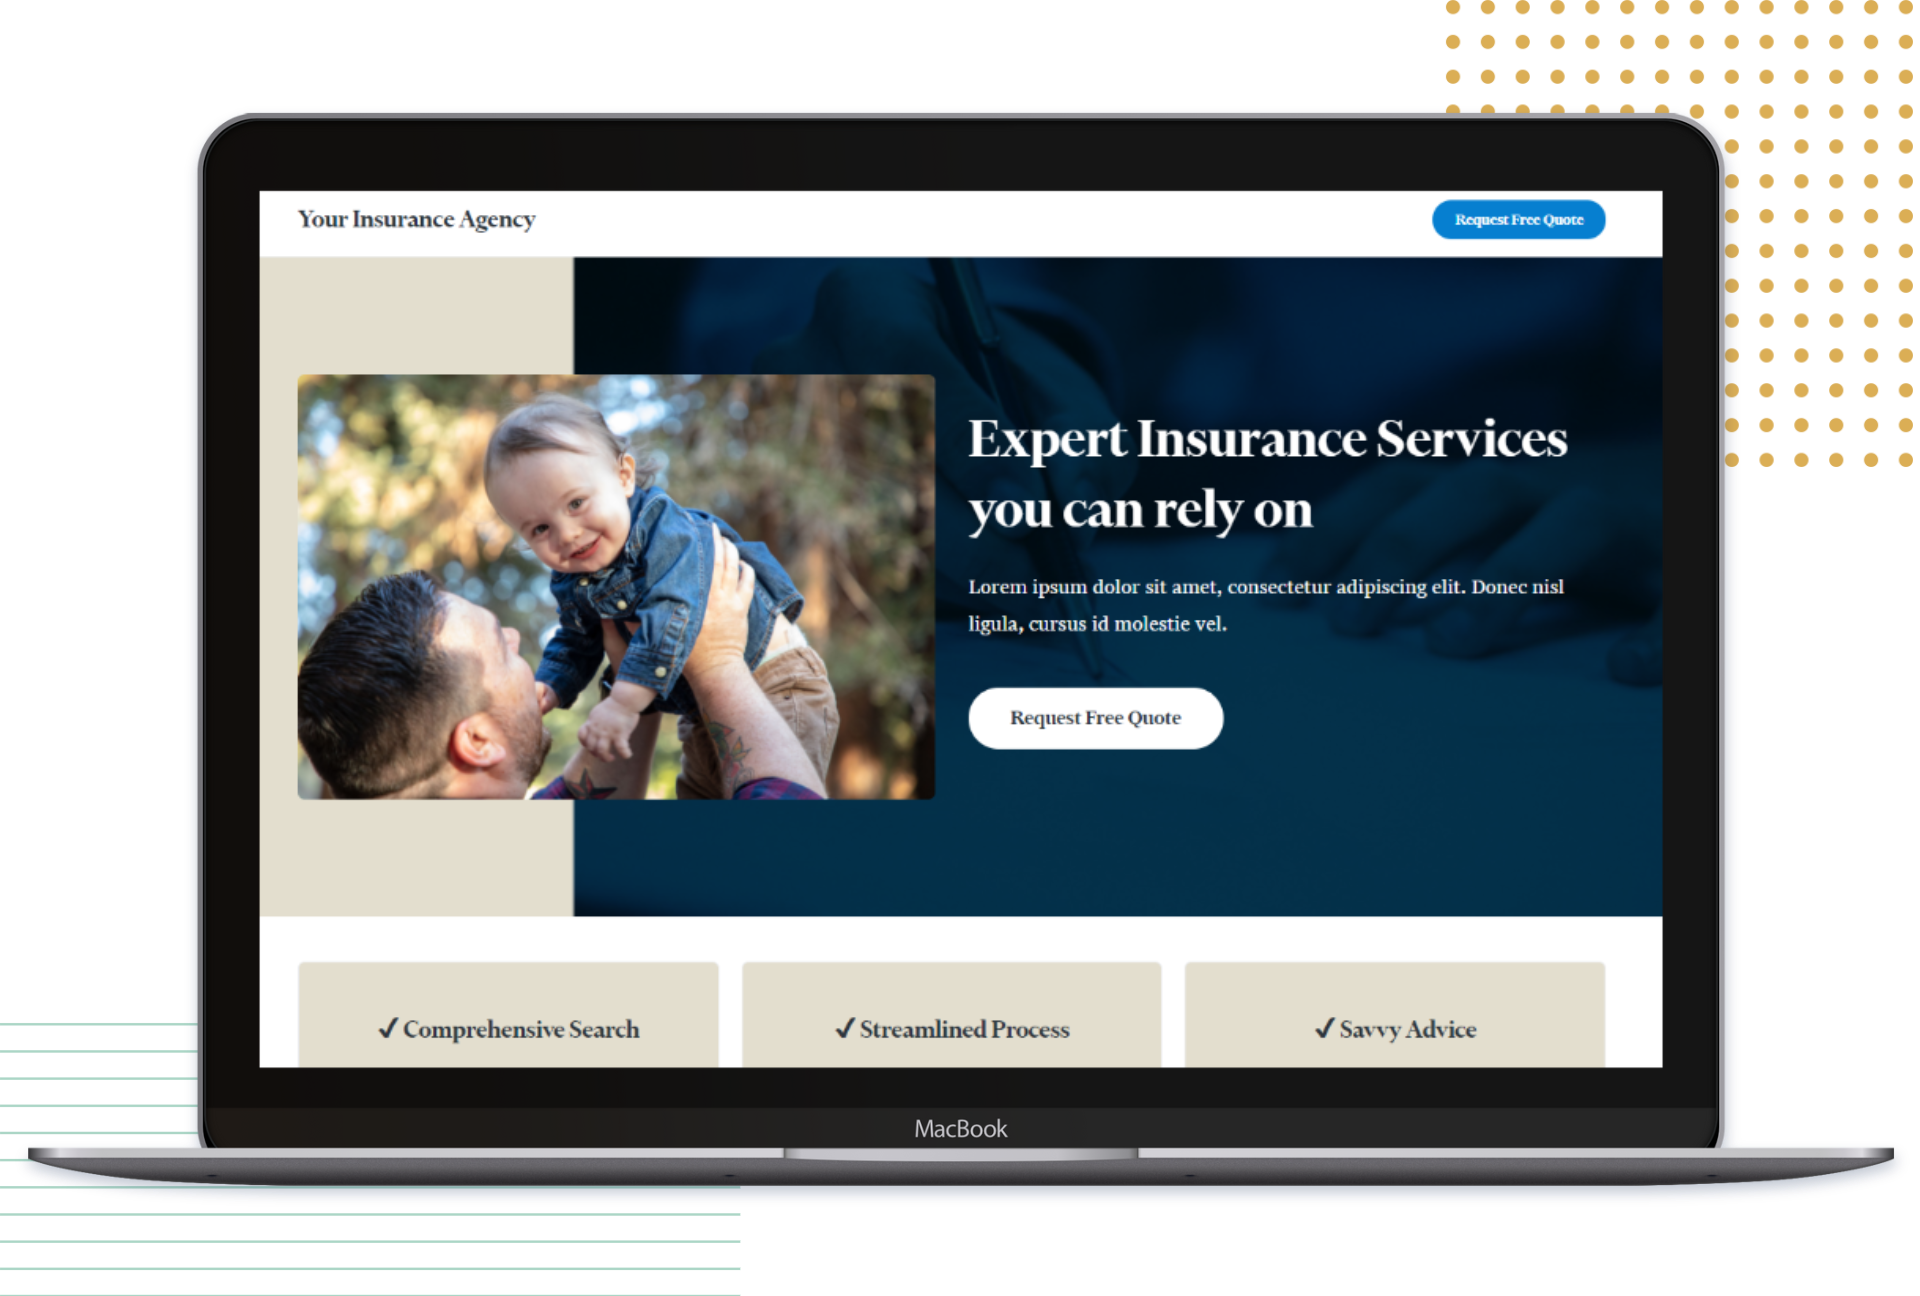 Your Insurance Agency
Request Free Quote
Expert Insurance Services
you can rely on
Lorem ipsum dolor sit amet, consectetur adipiscing elit. Donec nisl
ligula, cursus id molestie vel.
Request Free Quote
✓ Comprehensive Search
✓ Streamlined Process
✓ Savvy Advice
MacBook